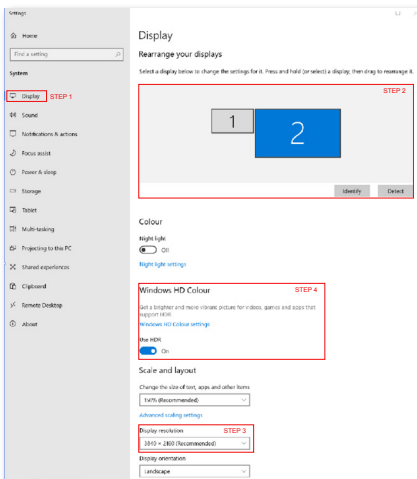 Settings
Home
Find a setting
System
Display STEP 1
Sound
Notifications & actions
Focus assist
Power & sleep
Storage
Tablet
Multi-tasking
Projecting to this PC
Shared experiences
Clipboard
Remote Desktop
About
Display
Rearrange your displays
Select a display below to change the settings for it. Press and hold (or select) a display, then drag to rearrange it.
STEP 2
1 2
Identify Detect
Colour
Night light
Off
Night light settings
Windows HD Colour STEP 4
Get a brighter and more vibrant picture for videos, games and apps that
support HDR.
Windows HD Colour settings
Use HDR
On
Scale and layout
Change the size of text, apps and other items
150% (Recommended)
Advanced scaling settings
Display resolution STEP 3
3840 × 2160 (Recommended)
Display orientation
Landscape